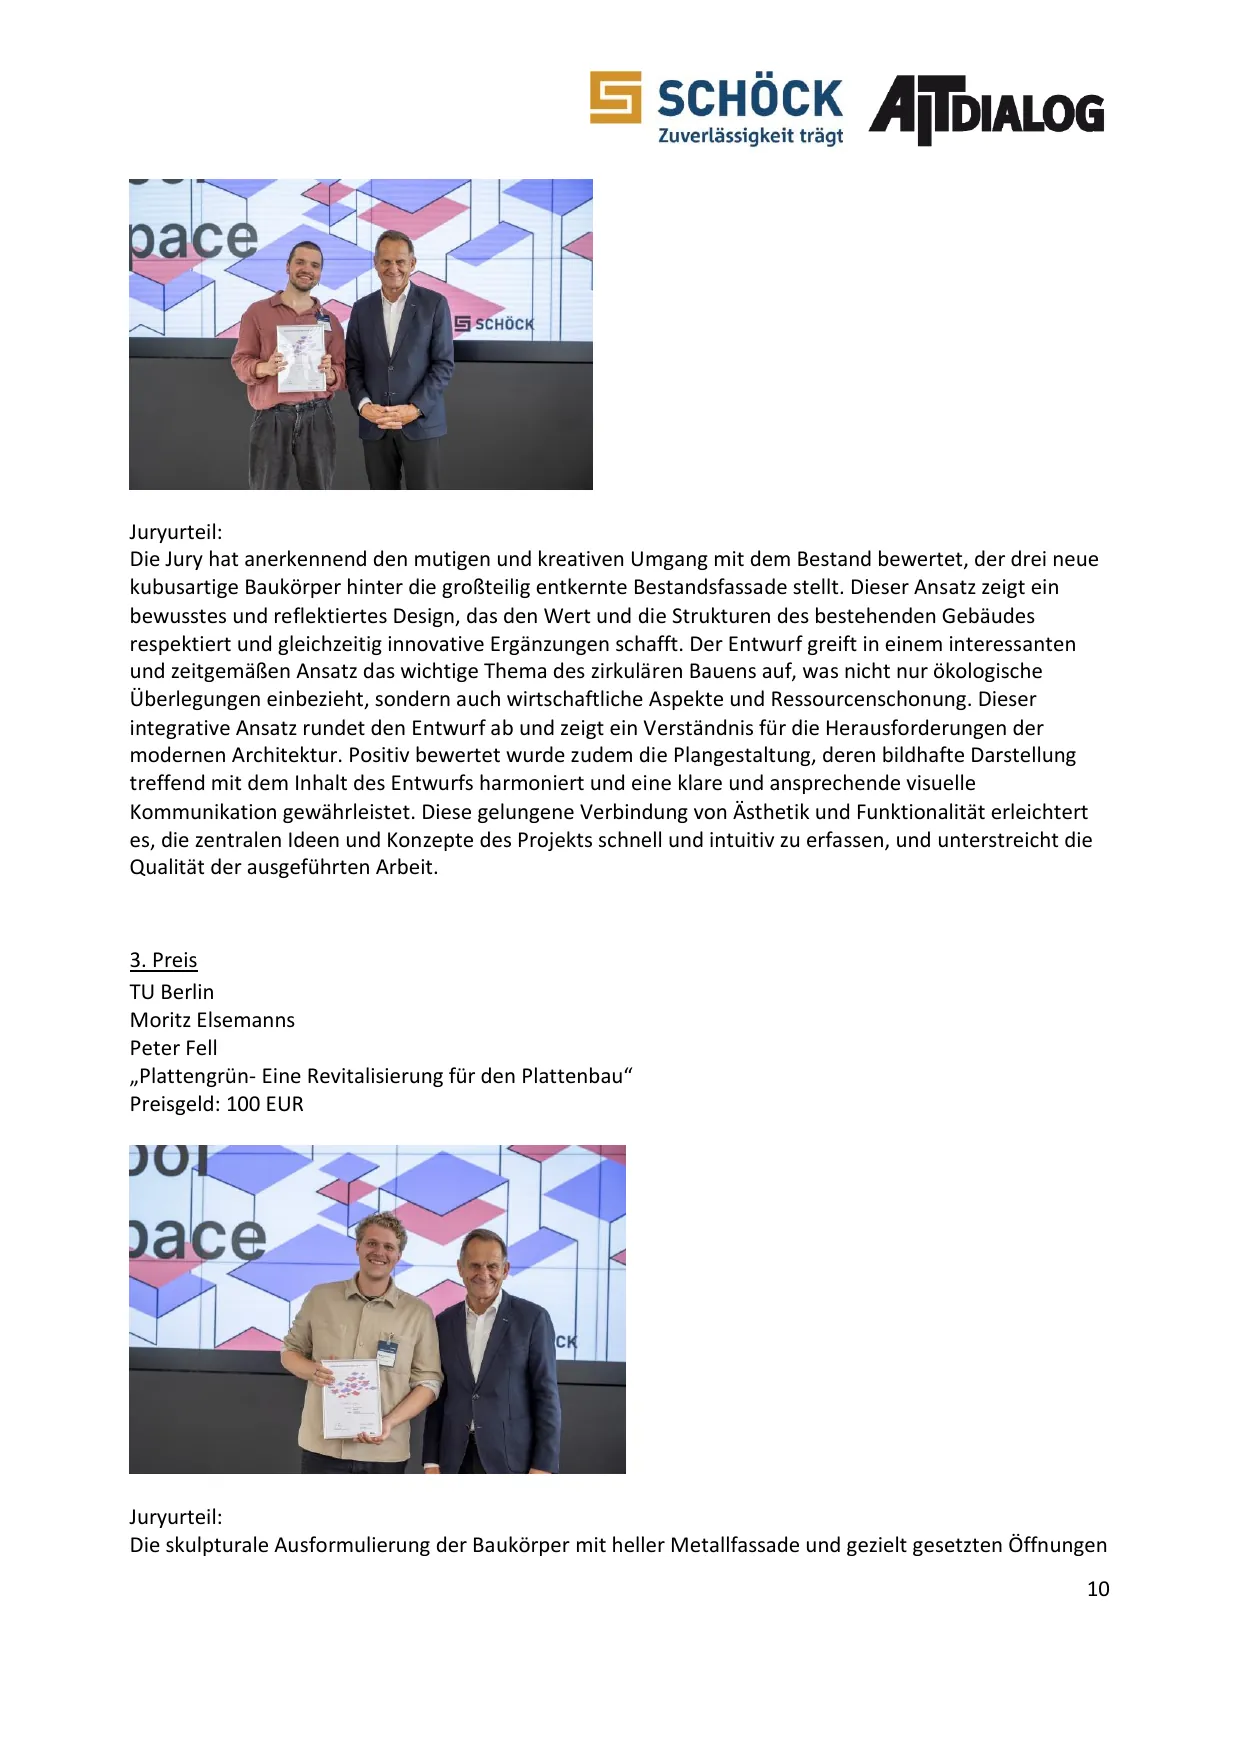 SCHÖCK
Zuverlässigkeit trägt
AIT DIALOG
pace
SCHÖCK
Juryurteil:
Die Jury hat anerkennend den mutigen und kreativen Umgang mit dem Bestand bewertet, der drei neue
kubusartige Baukörper hinter die großteilig entkernte Bestandsfassade stellt. Dieser Ansatz zeigt ein
bewusstes und reflektiertes Design, das den Wert und die Strukturen des bestehenden Gebäudes
respektiert und gleichzeitig innovative Ergänzungen schafft. Der Entwurf greift in einem interessanten
und zeitgemäßen Ansatz das wichtige Thema des zirkulären Bauens auf, was nicht nur ökologische
Überlegungen einbezieht, sondern auch wirtschaftliche Aspekte und Ressourcenschonung. Dieser
integrative Ansatz rundet den Entwurf ab und zeigt ein Verständnis für die Herausforderungen der
modernen Architektur. Positiv bewertet wurde zudem die Plangestaltung, deren bildhafte Darstellung
treffend mit dem Inhalt des Entwurfs harmoniert und eine klare und ansprechende visuelle
Kommunikation gewährleistet. Diese gelungene Verbindung von Ästhetik und Funktionalität erleichtert
es, die zentralen Ideen und Konzepte des Projekts schnell und intuitiv zu erfassen, und unterstreicht die
Qualität der ausgeführten Arbeit.
3. Preis
TU Berlin
Moritz Elsemanns
Peter Fell
„Plattengrün- Eine Revitalisierung für den Plattenbau“
Preisgeld: 100 EUR
ool
pace
CK
Juryurteil:
Die skulpturale Ausformulierung der Baukörper mit heller Metallfassade und gezielt gesetzten Öffnungen
10